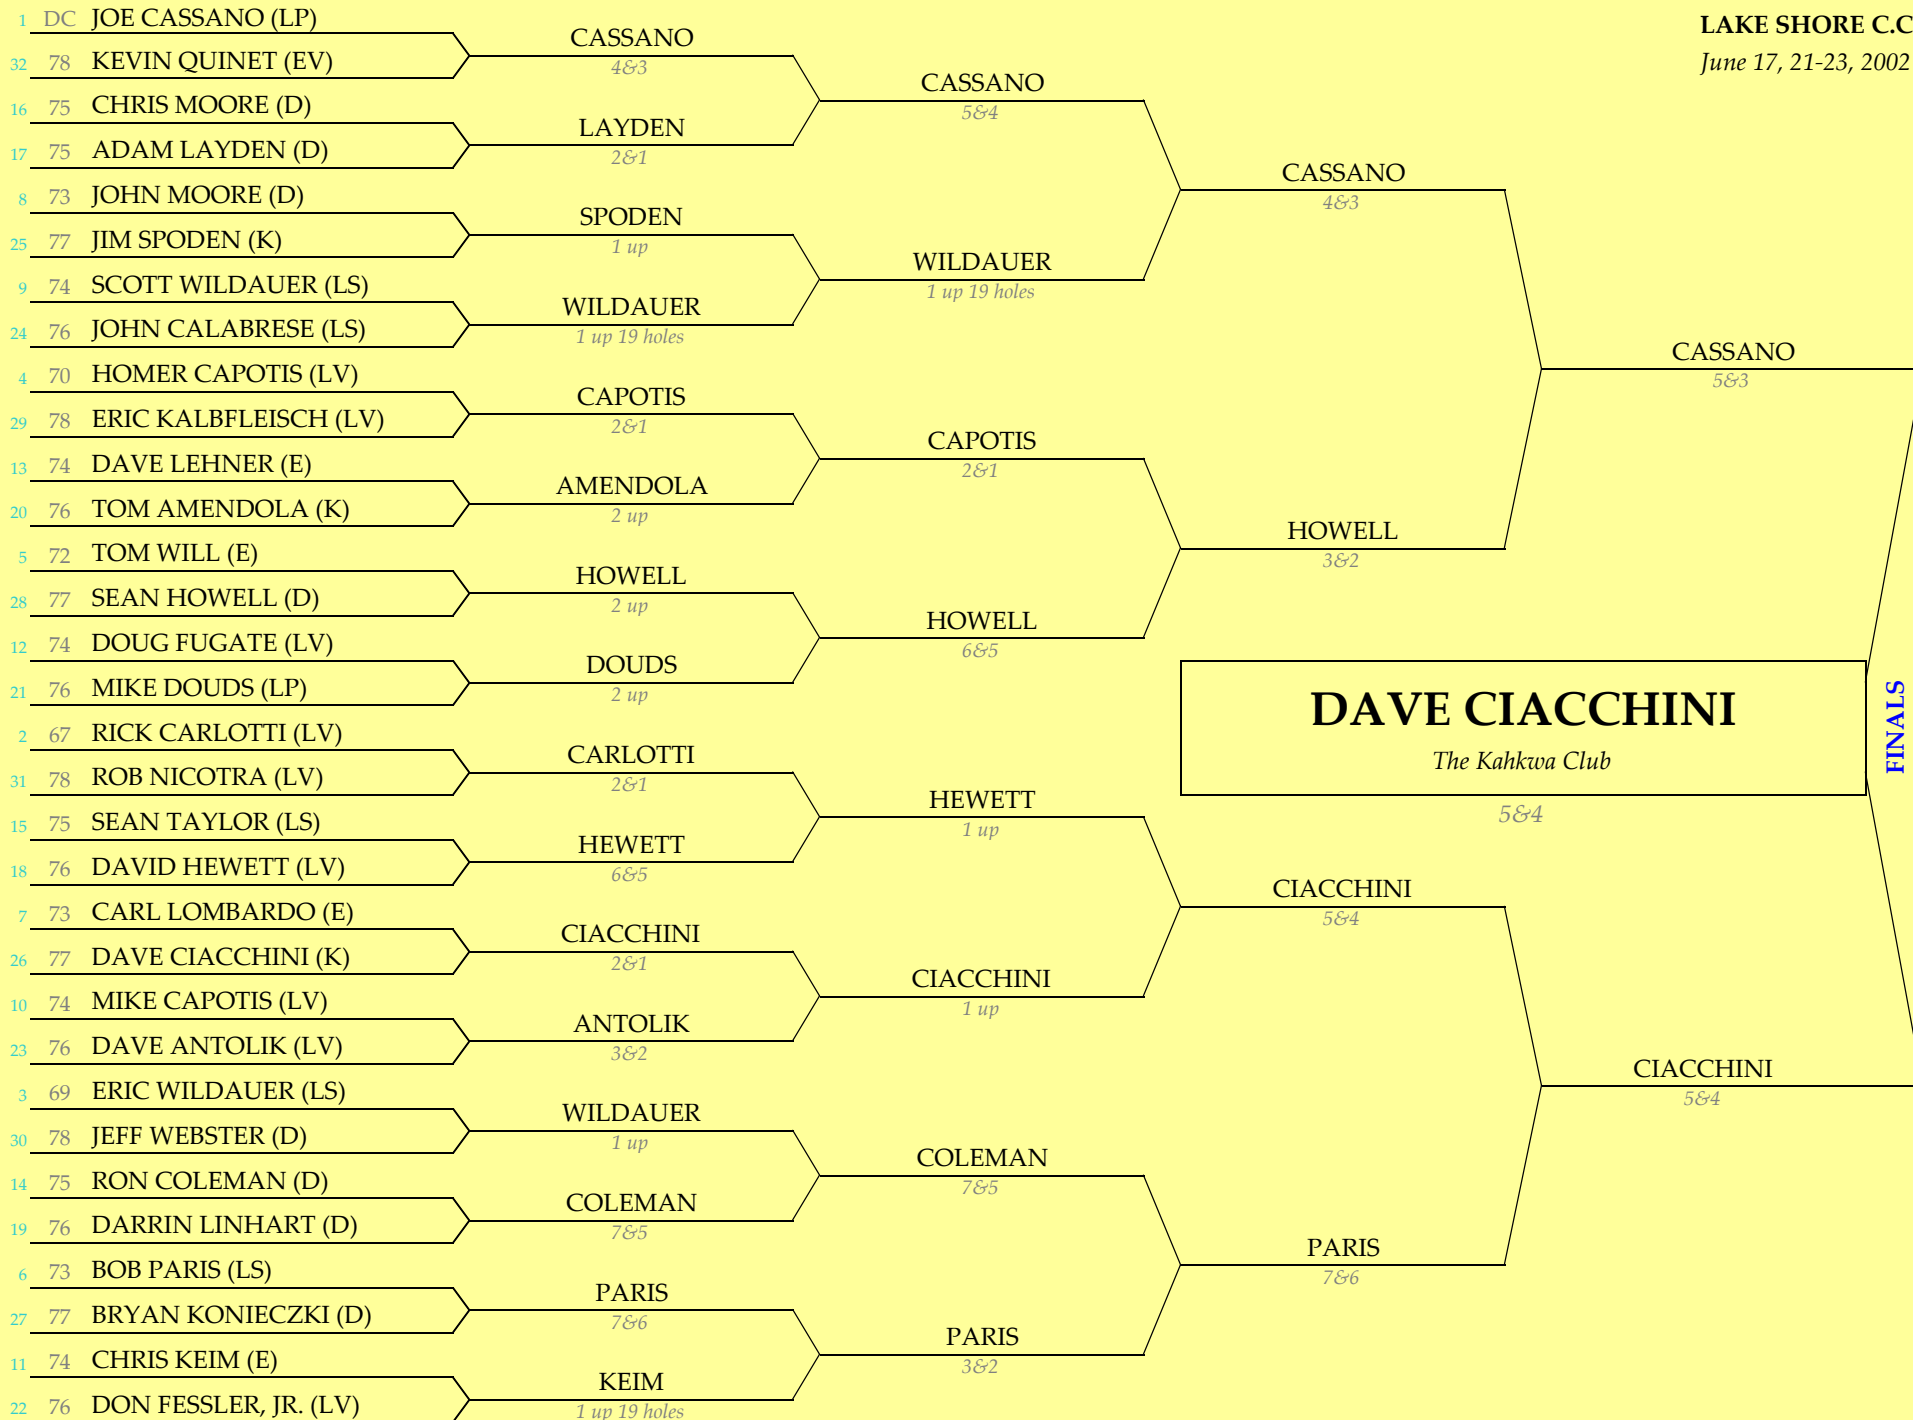 LAKE SHORE C.C
June 17, 21-23, 2002
1 DC JOE CASSANO (LP)
32 78 KEVIN QUINET (EV)
16 75 CHRIS MOORE (D)
17 75 ADAM LAYDEN (D)
8 73 JOHN MOORE (D)
25 77 JIM SPODEN (K)
9 74 SCOTT WILDAUER (LS)
24 76 JOHN CALABRESE (LS)
4 70 HOMER CAPOTIS (LV)
29 78 ERIC KALBFLEISCH (LV)
13 74 DAVE LEHNER (E)
20 76 TOM AMENDOLA (K)
5 72 TOM WILL (E)
28 77 SEAN HOWELL (D)
12 74 DOUG FUGATE (LV)
21 76 MIKE DOUDS (LP)
2 67 RICK CARLOTTI (LV)
31 78 ROB NICOTRA (LV)
15 75 SEAN TAYLOR (LS)
18 76 DAVID HEWETT (LV)
7 73 CARL LOMBARDO (E)
26 77 DAVE CIACCHINI (K)
10 74 MIKE CAPOTIS (LV)
23 76 DAVE ANTOLIK (LV)
3 69 ERIC WILDAUER (LS)
30 78 JEFF WEBSTER (D)
14 75 RON COLEMAN (D)
19 76 DARRIN LINHART (D)
6 73 BOB PARIS (LS)
27 77 BRYAN KONIECZKI (D)
11 74 CHRIS KEIM (E)
22 76 DON FESSLER, JR. (LV)
CASSANO
4&3
LAYDEN
2&1
SPODEN
1 up
WILDAUER
1 up 19 holes
CAPOTIS
2&1
AMENDOLA
2 up
HOWELL
2 up
DOUDS
2 up
CARLOTTI
2&1
HEWETT
6&5
CIACCHINI
2&1
ANTOLIK
3&2
WILDAUER
1 up
COLEMAN
7&5
PARIS
7&6
KEIM
1 up 19 holes
CASSANO
5&4
WILDAUER
1 up 19 holes
CAPOTIS
2&1
HOWELL
6&5
HEWETT
1 up
CIACCHINI
1 up
COLEMAN
7&5
PARIS
3&2
CASSANO
4&3
HOWELL
3&2
CIACCHINI
5&4
PARIS
7&6
CASSANO
5&3
CIACCHINI
5&4
DAVE CIACCHINI
The Kahkwa Club
5&4
FINALS